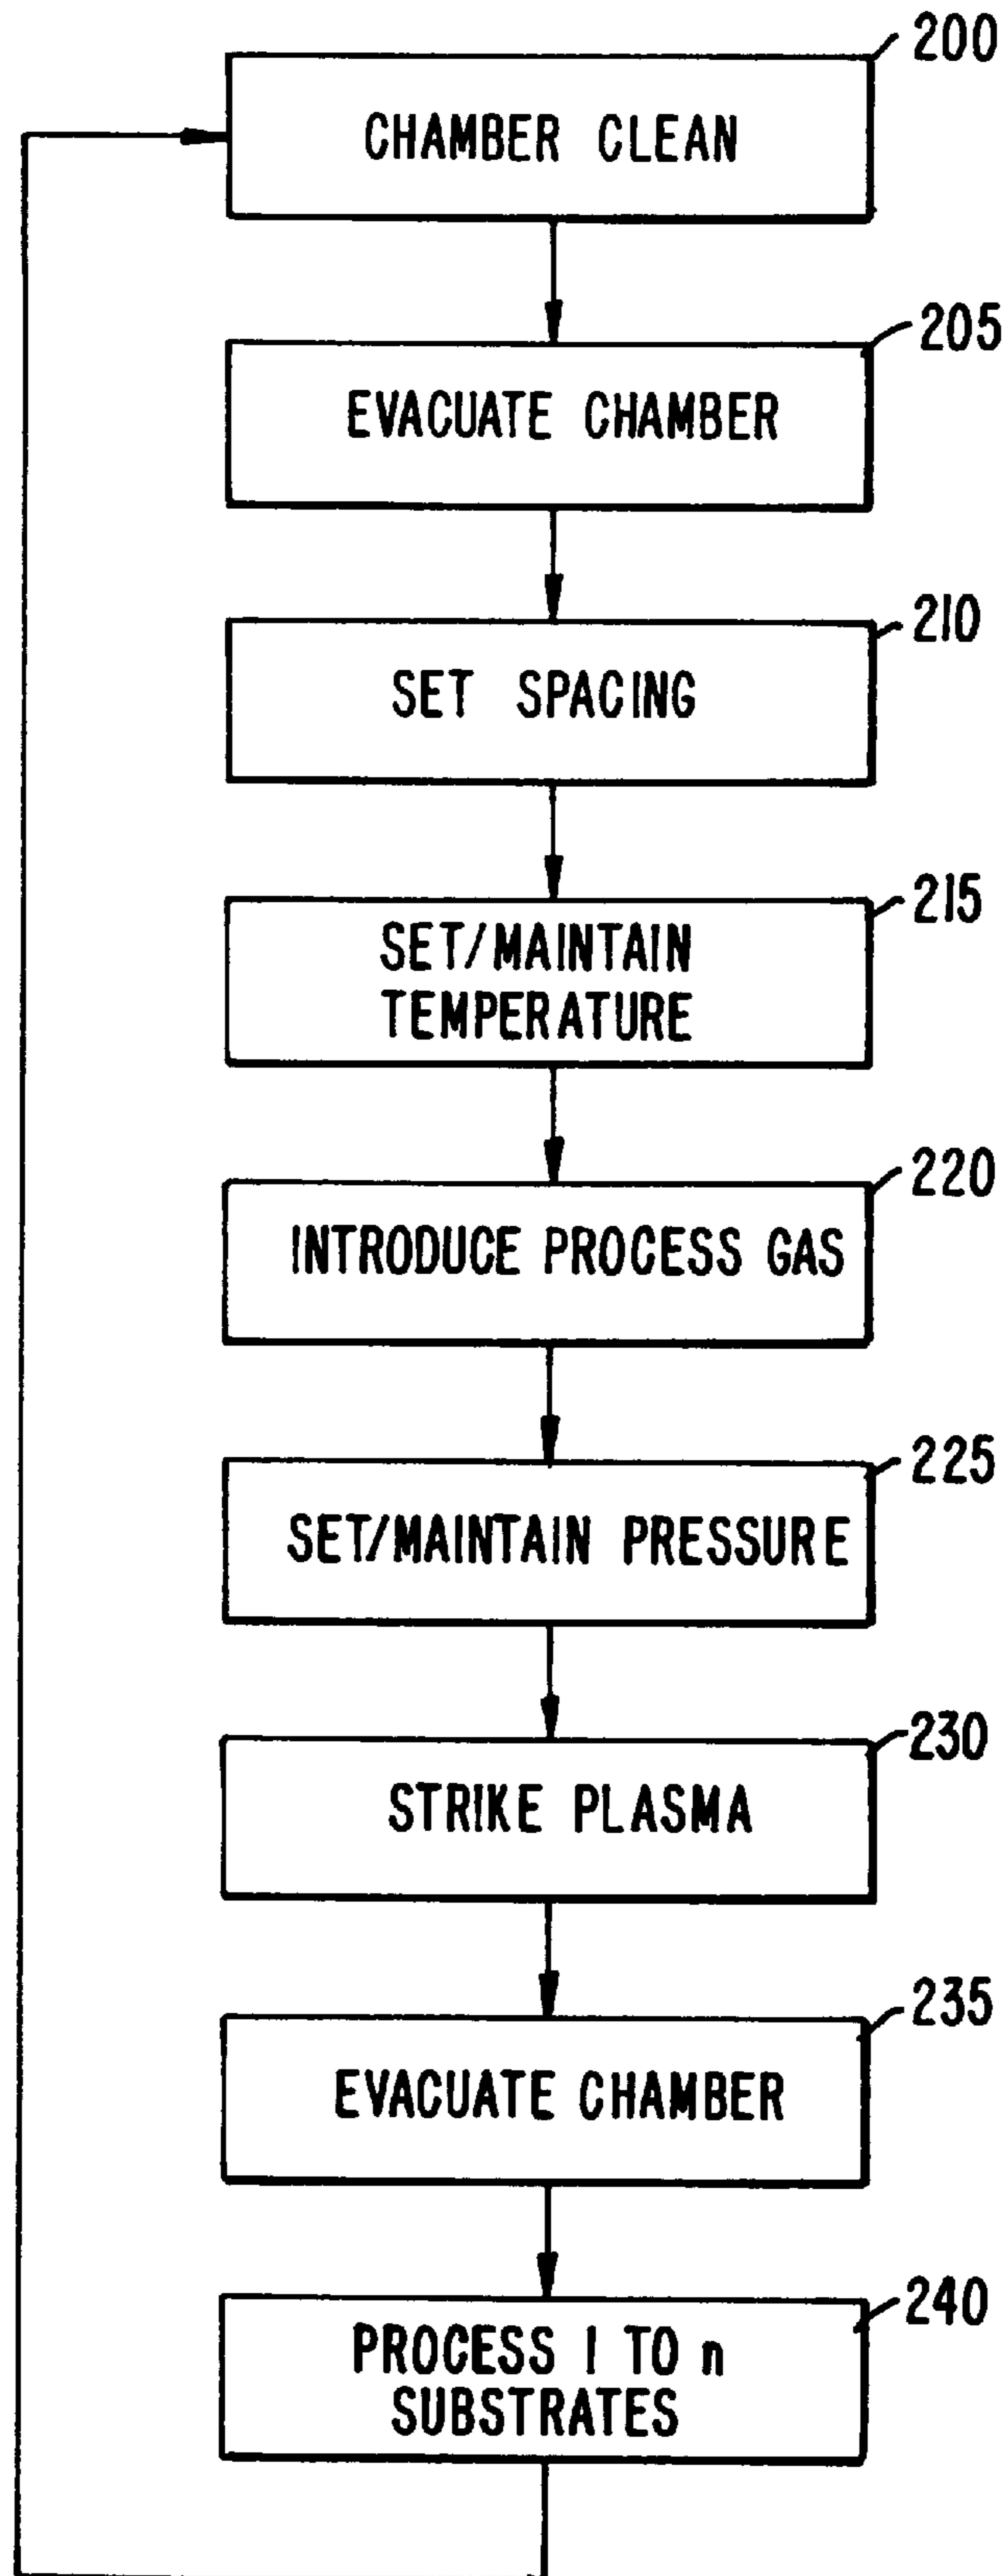 200
CHAMBER CLEAN
205
EVACUATE CHAMBER
210
SET SPACING
215
SET/MAINTAIN
TEMPERATURE
220
INTRODUCE PROCESS GAS
225
SET/MAINTAIN PRESSURE
230
STRIKE PLASMA
235
EVACUATE CHAMBER
240
PROCESS 1 TO n
SUBSTRATES